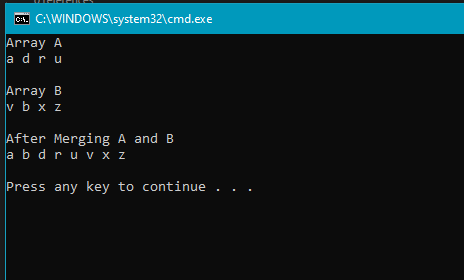 C:\WINDOWS\system32\cmd.exe
Array A
a d r u
Array B
v b x z
After Merging A and B
a b d r u v x z
Press any key to continue . . .